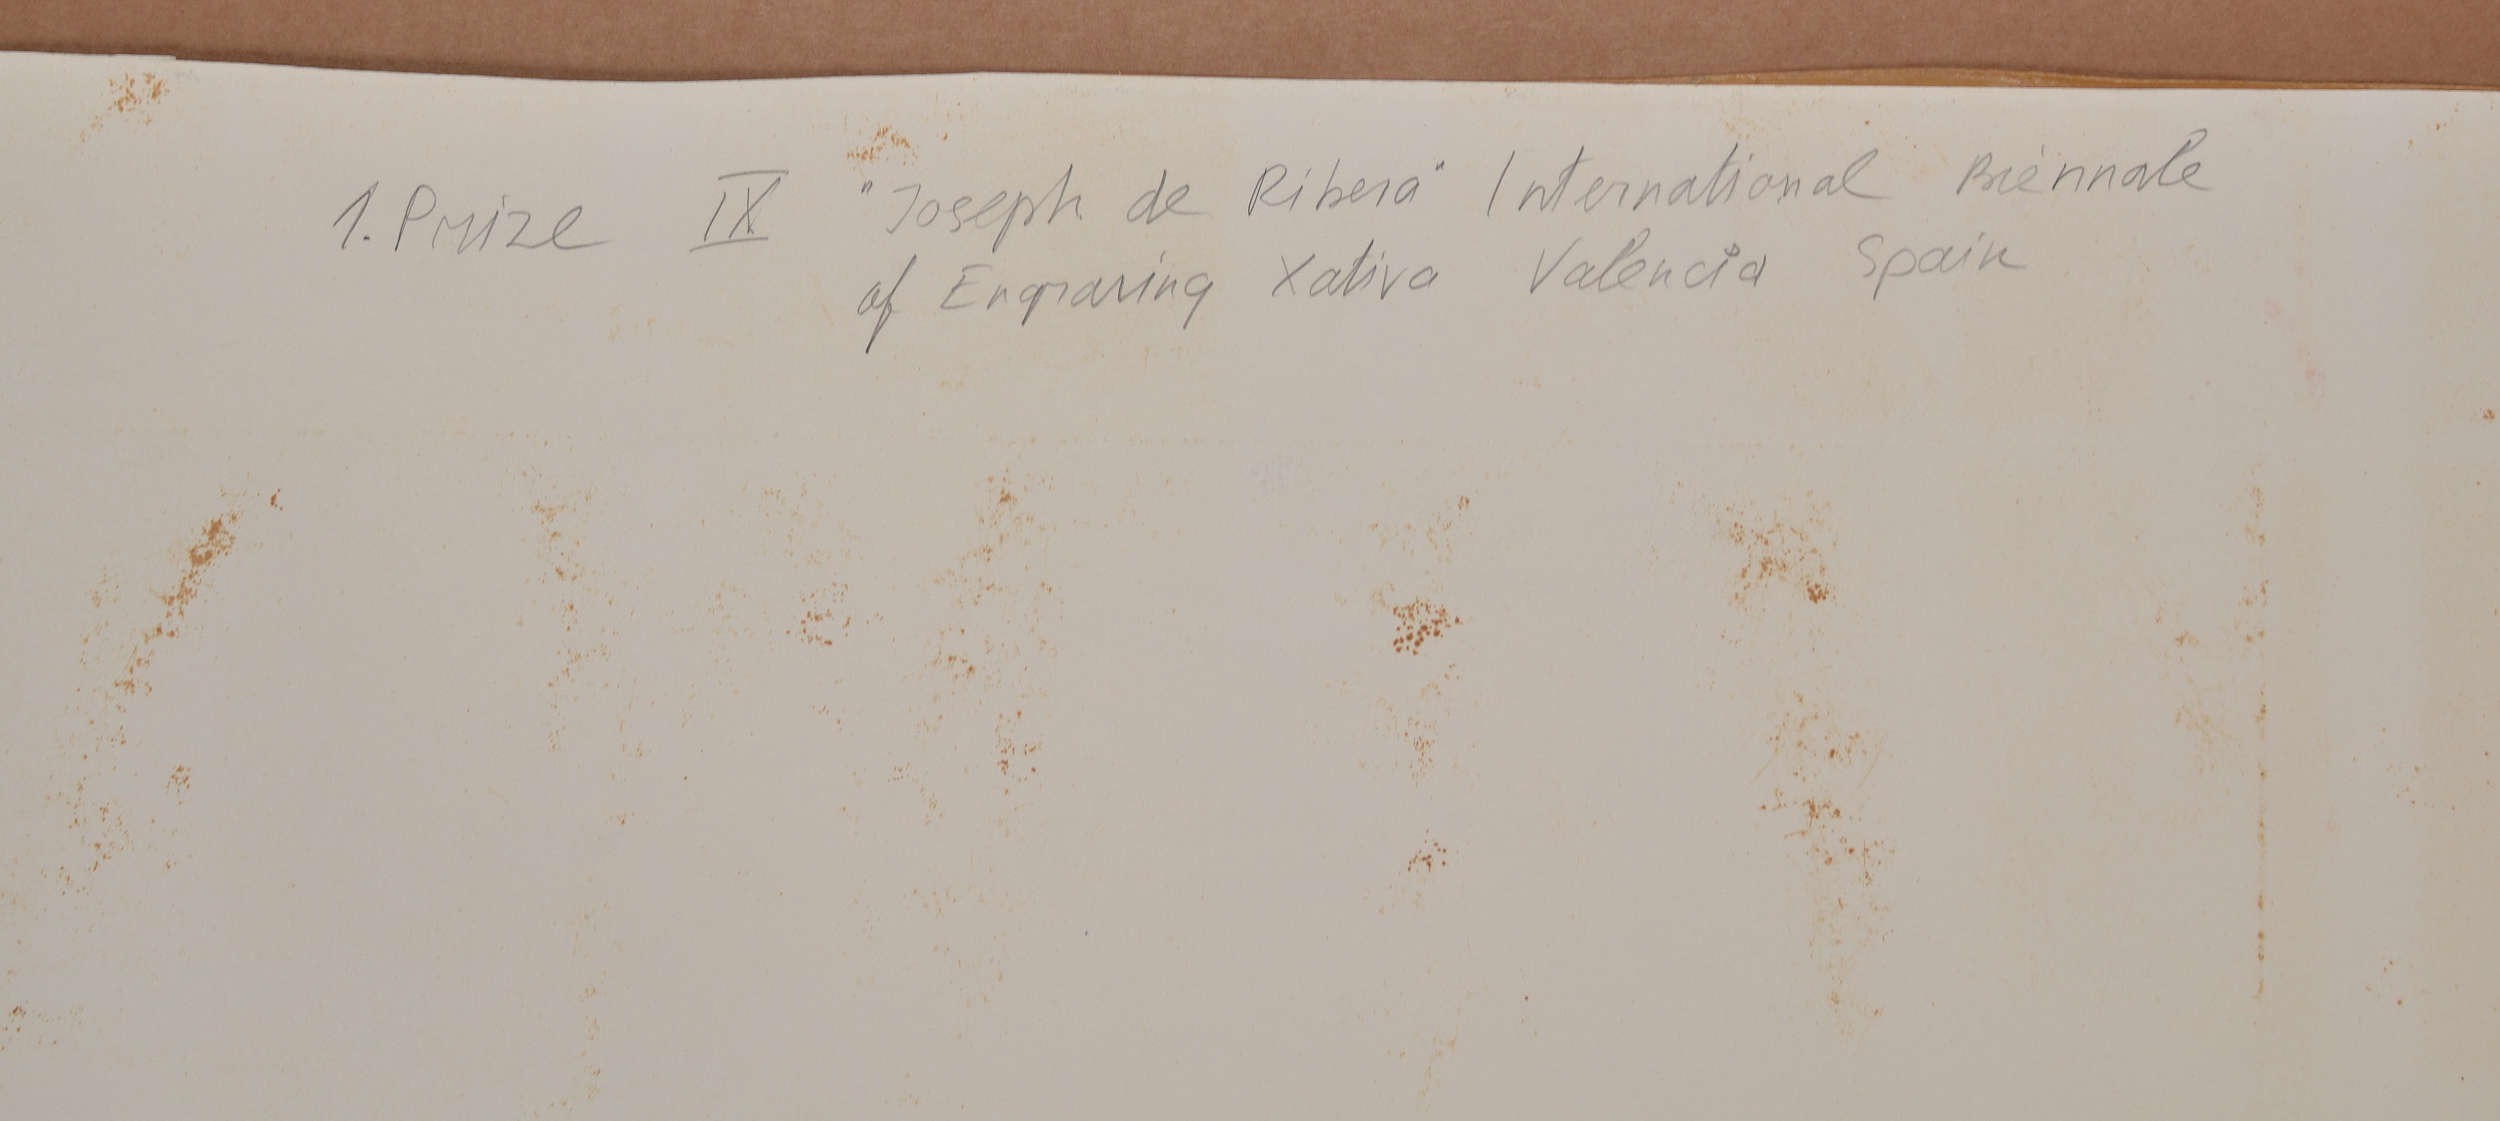 1. Prize IX "Joseph de Ribera" International Biennale
of Engraving Xativa Valencia Spain